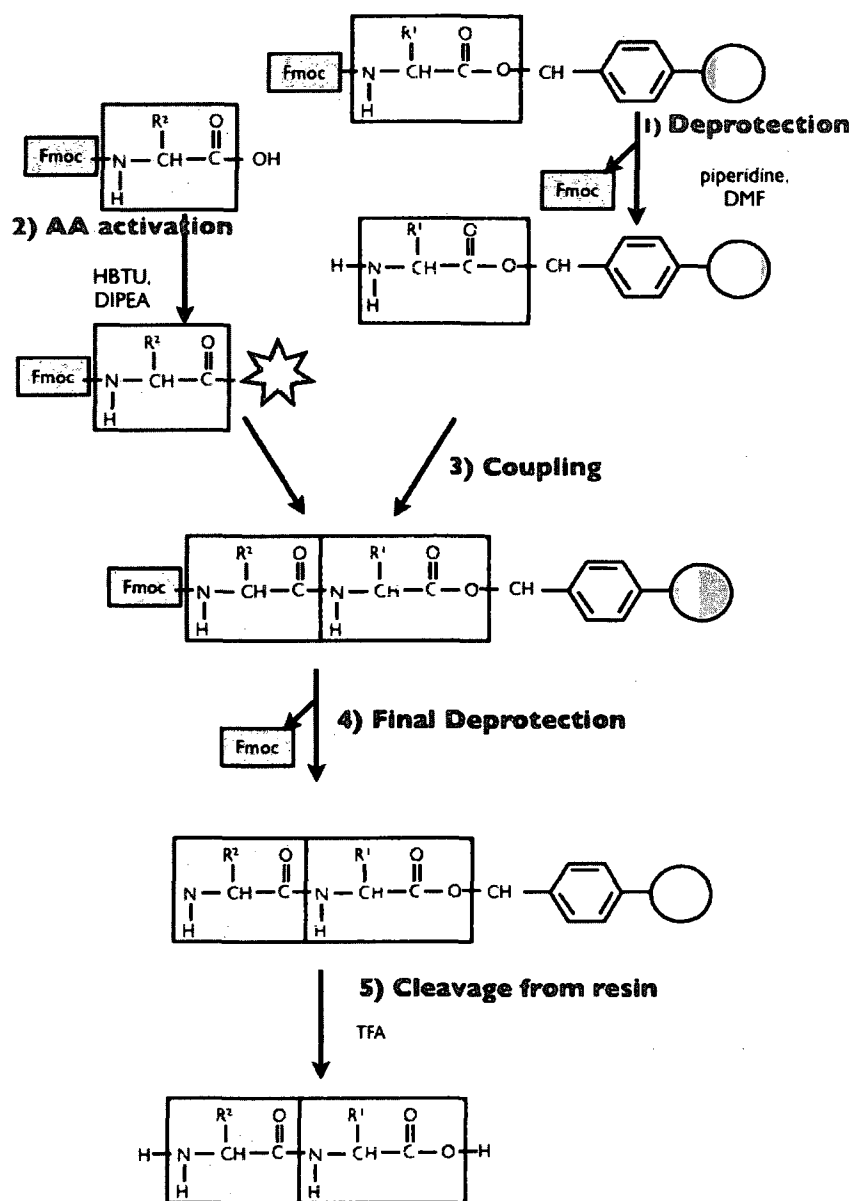 R¹ O
Fmoc N — CH — C — O — CH
H
1) Deprotection
R² O
Fmoc N — CH — C — OH
H
Fmoc
piperidine,
DMF
2) AA activation
R¹ O
H — N — CH — C — O — CH
H
HBTU,
DIPEA
R² O
Fmoc N — CH — C
H
3) Coupling
R² O R¹ O
Fmoc N — CH — C — N — CH — C — O — CH
H H
4) Final Deprotection
Fmoc
R² O R¹ O
N — CH — C — N — CH — C — O — CH
H H
5) Cleavage from resin
TFA
R² O R¹ O
H — N — CH — C — N — CH — C — O — H
H H